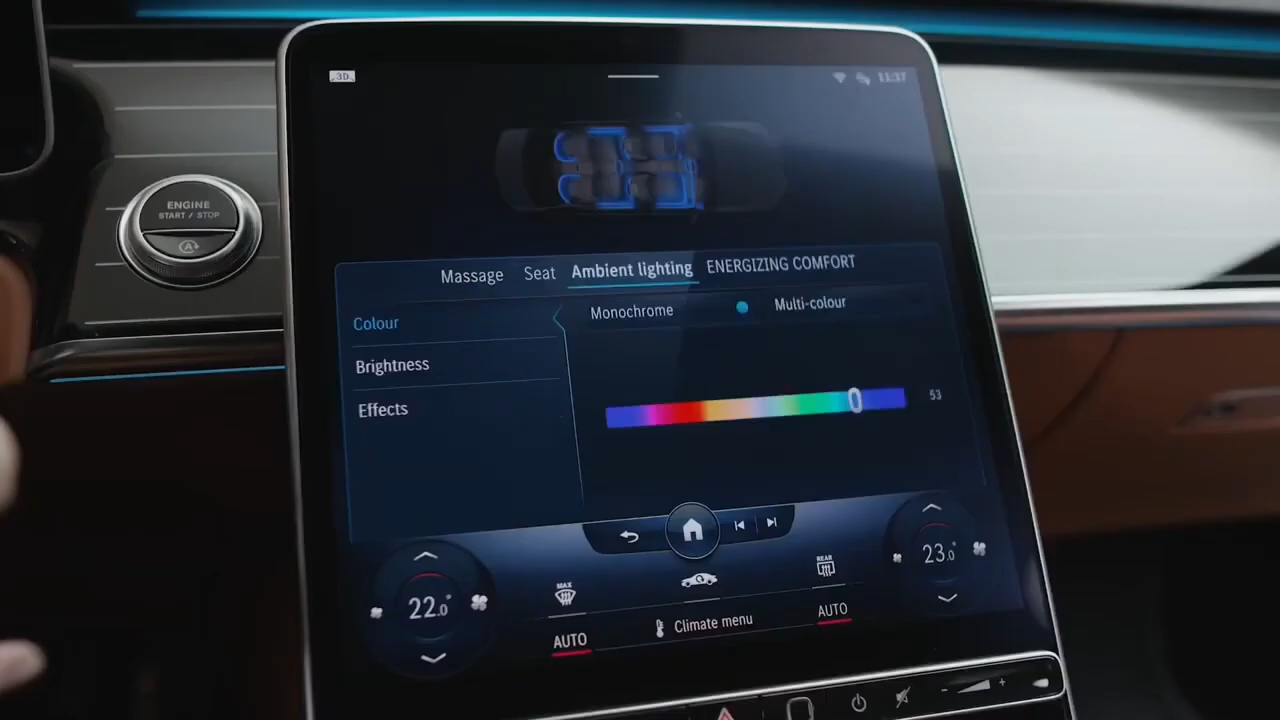 3D
11:37
ENGINE
START / STOP
A
Massage Seat Ambient lighting ENERGIZING COMFORT
Colour
Monochrome Multi-colour
Brightness
Effects
53
22.0°
MAX
REAR
23.0°
AUTO
Climate menu
AUTO
- +